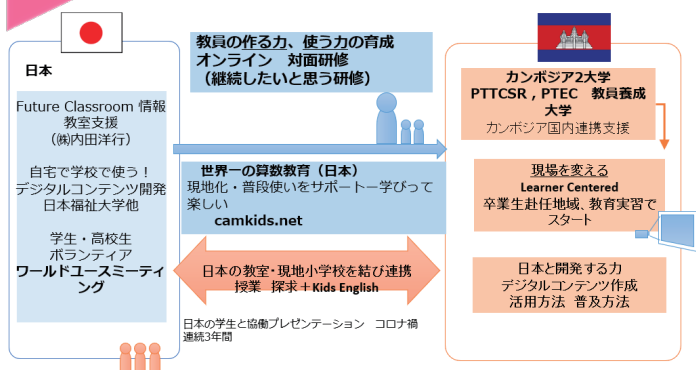 日本
Future Classroom 情報
教室支援
(㈱内田洋行)
自宅で学校で使う！
デジタルコンテンツ開発
日本福祉大学他
学生・高校生
ボランティア
ワールドユースミーティ
ング
教員の作る力、使う力の育成
オンライン　対面研修
（継続したいと思う研修）
世界一の算数教育（日本）
現地化・普段使いをサポートー学びって
楽しい
camkids.net
日本の教室・現地小学校を結び連携
授業　探求＋Kids English
日本の学生と協働プレゼンテーション　コロナ禍
連続3年間
カンボジア2大学
PTTCSR , PTEC　教員養成
大学
カンボジア国内連携支援
現場を変える
Learner Centered
卒業生赴任地域、教育実習で
スタート
日本と開発する力
デジタルコンテンツ作成
活用方法　普及方法